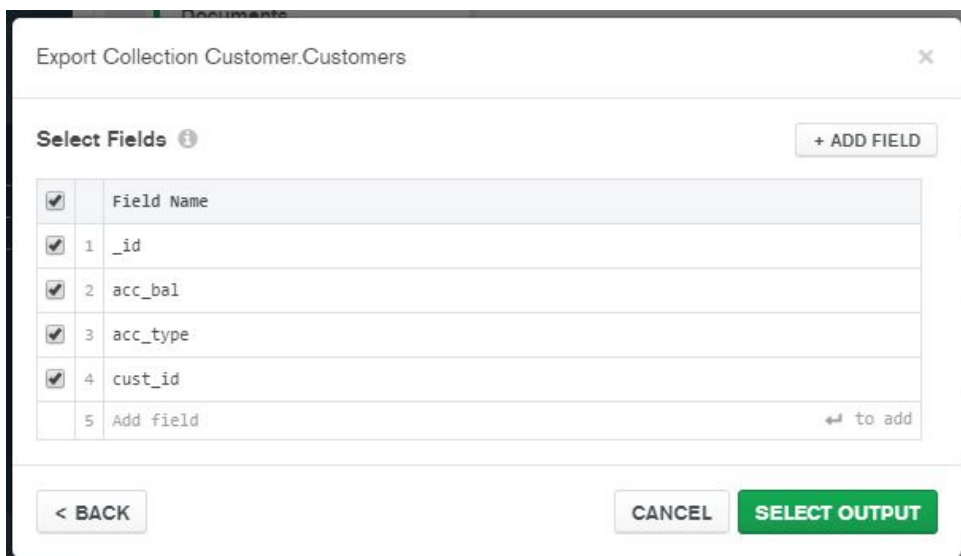 Documents
Export Collection Customer.Customers ×
Select Fields
+ ADD FIELD
Field Name
1 _id
2 acc_bal
3 acc_type
4 cust_id
5 Add field ↵ to add
< BACK
CANCEL
SELECT OUTPUT